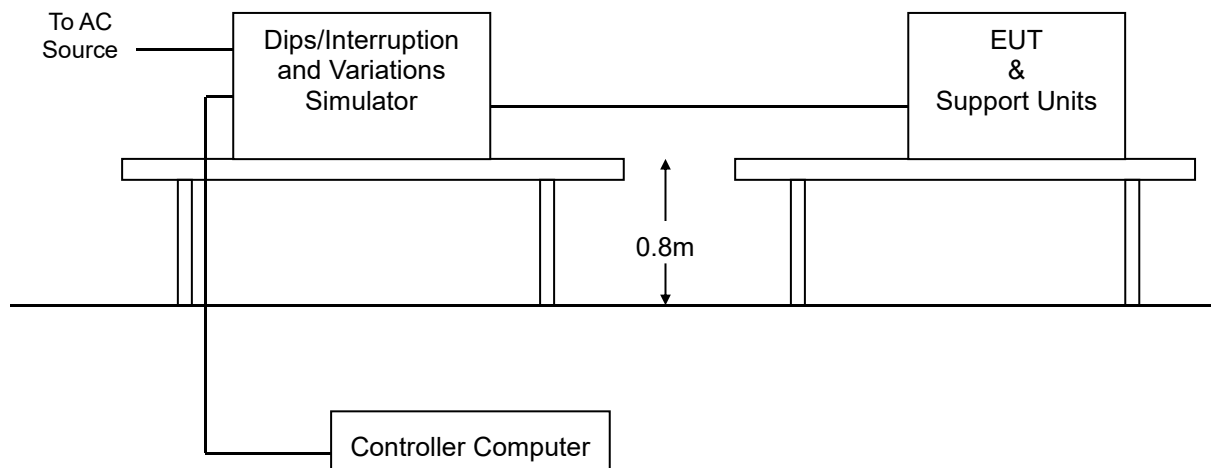 To AC
Source
Dips/Interruption
and Variations
Simulator
EUT
&
Support Units
0.8m
Controller Computer